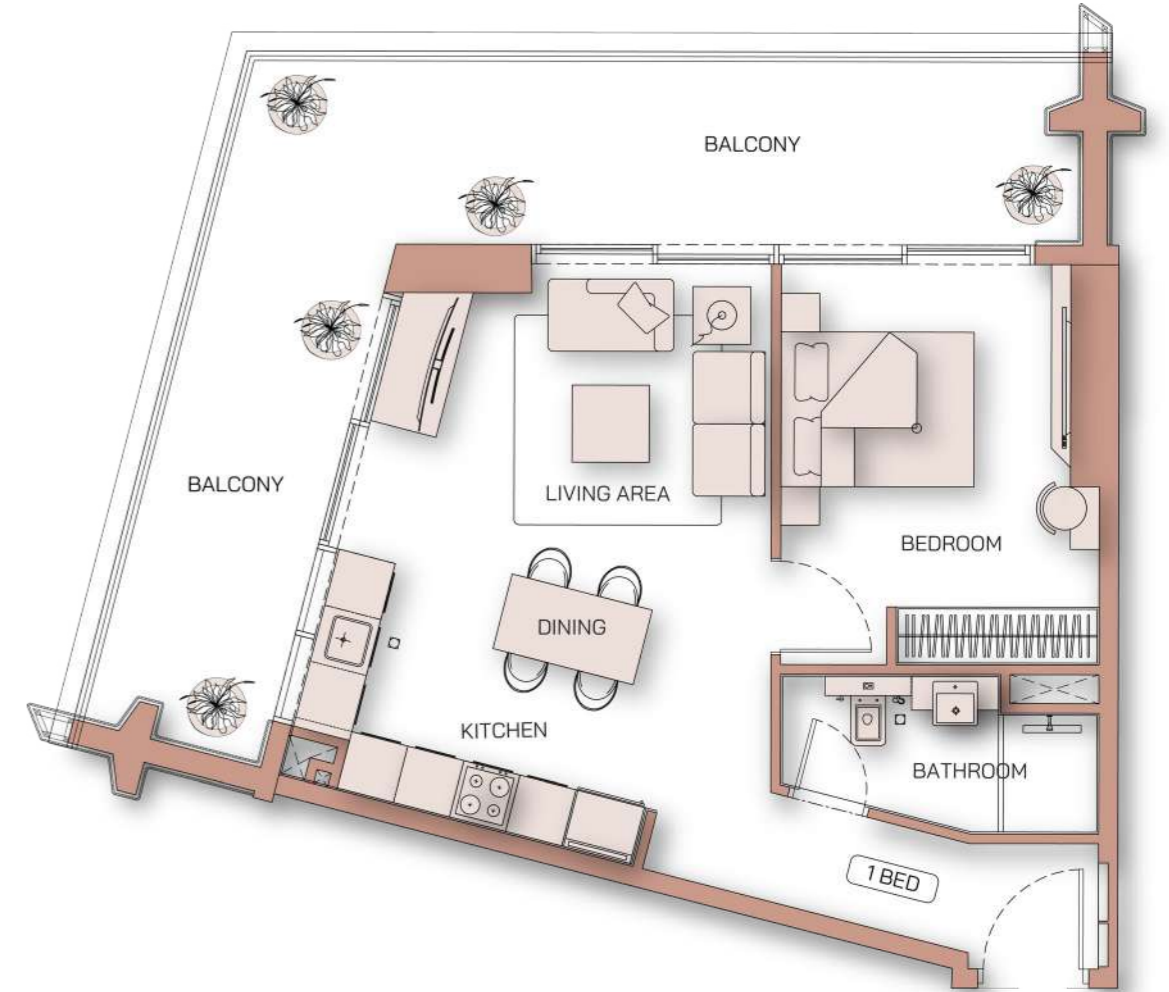 BALCONY
BALCONY
LIVING AREA
BEDROOM
DINING
KITCHEN
BATHROOM
1 BED